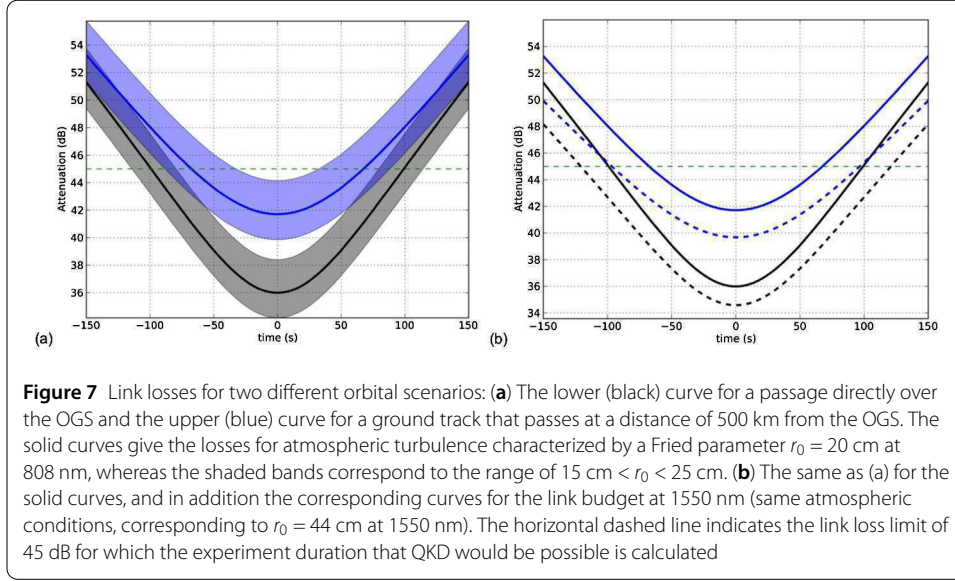 54
52
50
48
46
44
42
40
38
36
Attenuation (dB)
−150
−100
−50
0
50
100
150
time (s)
(a)
54
52
50
48
46
44
42
40
38
36
34
Attenuation (dB)
−150
−100
−50
0
50
100
150
time (s)
(b)
Figure 7 Link losses for two different orbital scenarios: (a) The lower (black) curve for a passage directly over
the OGS and the upper (blue) curve for a ground track that passes at a distance of 500 km from the OGS. The
solid curves give the losses for atmospheric turbulence characterized by a Fried parameter r₀ = 20 cm at
808 nm, whereas the shaded bands correspond to the range of 15 cm < r₀ < 25 cm. (b) The same as (a) for the
solid curves, and in addition the corresponding curves for the link budget at 1550 nm (same atmospheric
conditions, corresponding to r₀ = 44 cm at 1550 nm). The horizontal dashed line indicates the link loss limit of
45 dB for which the experiment duration that QKD would be possible is calculated